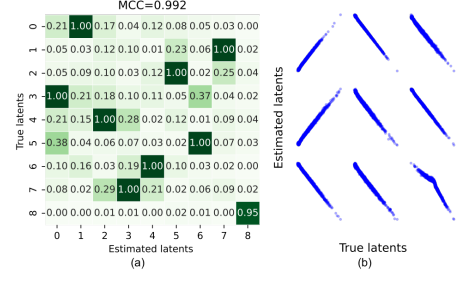 MCC=0.992
True latents
0 -0.21 1.00 0.17 0.04 0.12 0.08 0.05 0.03 0.00
1 -0.05 0.03 0.12 0.10 0.01 0.23 0.06 1.00 0.02
2 -0.05 0.09 0.10 0.03 0.12 1.00 0.02 0.25 0.04
3 -1.00 0.21 0.18 0.10 0.11 0.05 0.37 0.04 0.02
4 -0.21 0.15 1.00 0.28 0.02 0.12 0.01 0.09 0.04
5 -0.38 0.04 0.06 0.07 0.03 0.02 1.00 0.07 0.02
6 -0.10 0.16 0.03 0.19 1.00 0.10 0.03 0.02 0.00
7 -0.08 0.02 0.29 1.00 0.21 0.02 0.06 0.09 0.02
8 -0.00 0.00 0.01 0.01 0.00 0.02 0.01 0.00 0.95
0 1 2 3 4 5 6 7 8
Estimated latents
(a)
Estimated latents
True latents
(b)